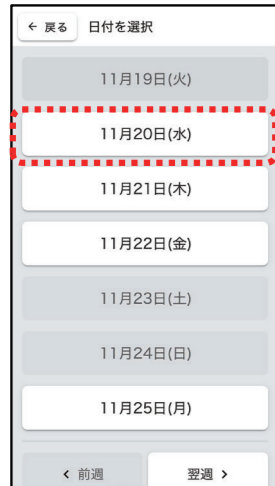 ← 戻る 日付を選択
11月19日(火)
11月20日(水)
11月21日(木)
11月22日(金)
11月23日(土)
11月24日(日)
11月25日(月)
‹ 前週 翌週 ›